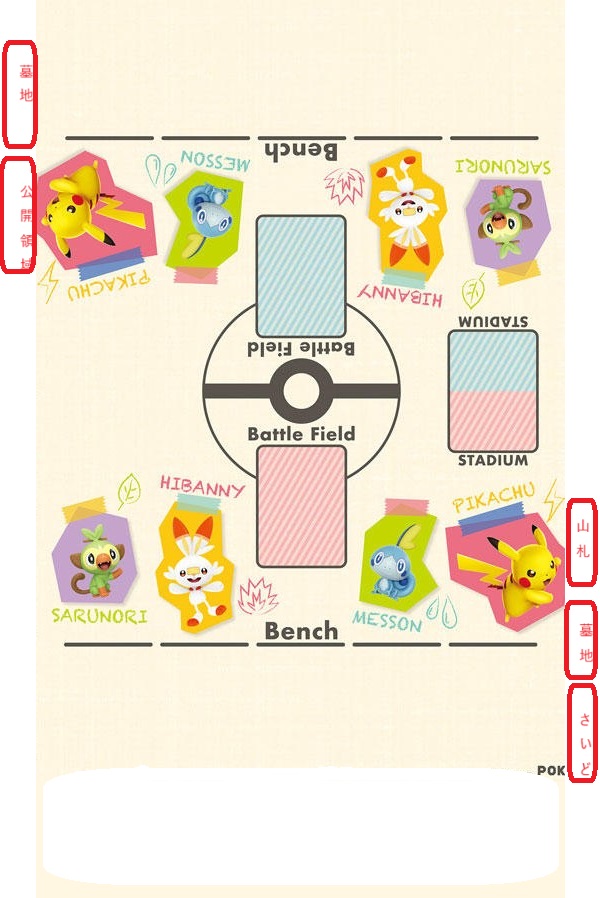 墓地
公開領域
Bench
MESSON
SARUNORI
PIKACHU
HIBANNY
STADIUM
Battle Field
Battle Field
STADIUM
HIBANNY
PIKACHU
山札
SARUNORI
MESSON
Bench
墓地
さいど
POK